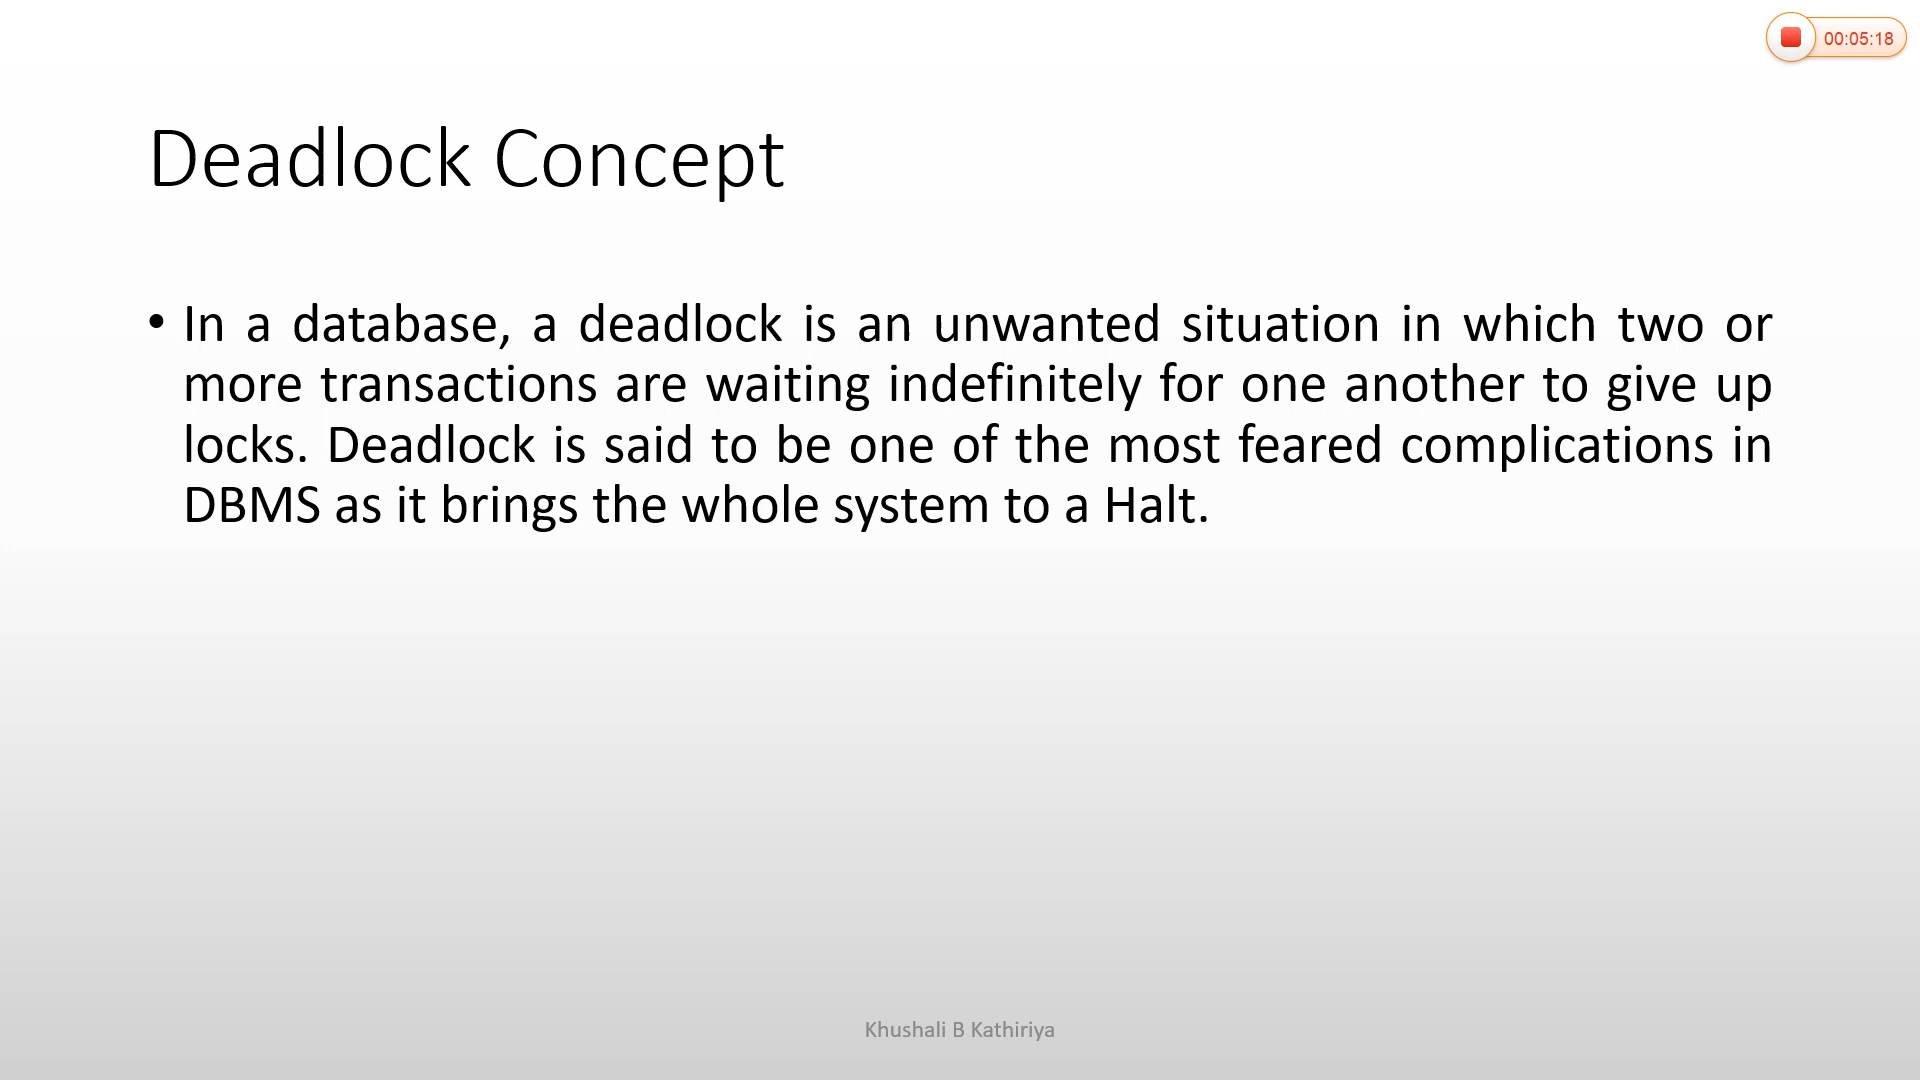 00:05:18
Deadlock Concept
• In a database, a deadlock is an unwanted situation in which two or
more transactions are waiting indefinitely for one another to give up
locks. Deadlock is said to be one of the most feared complications in
DBMS as it brings the whole system to a Halt.
Khushali B Kathiriya